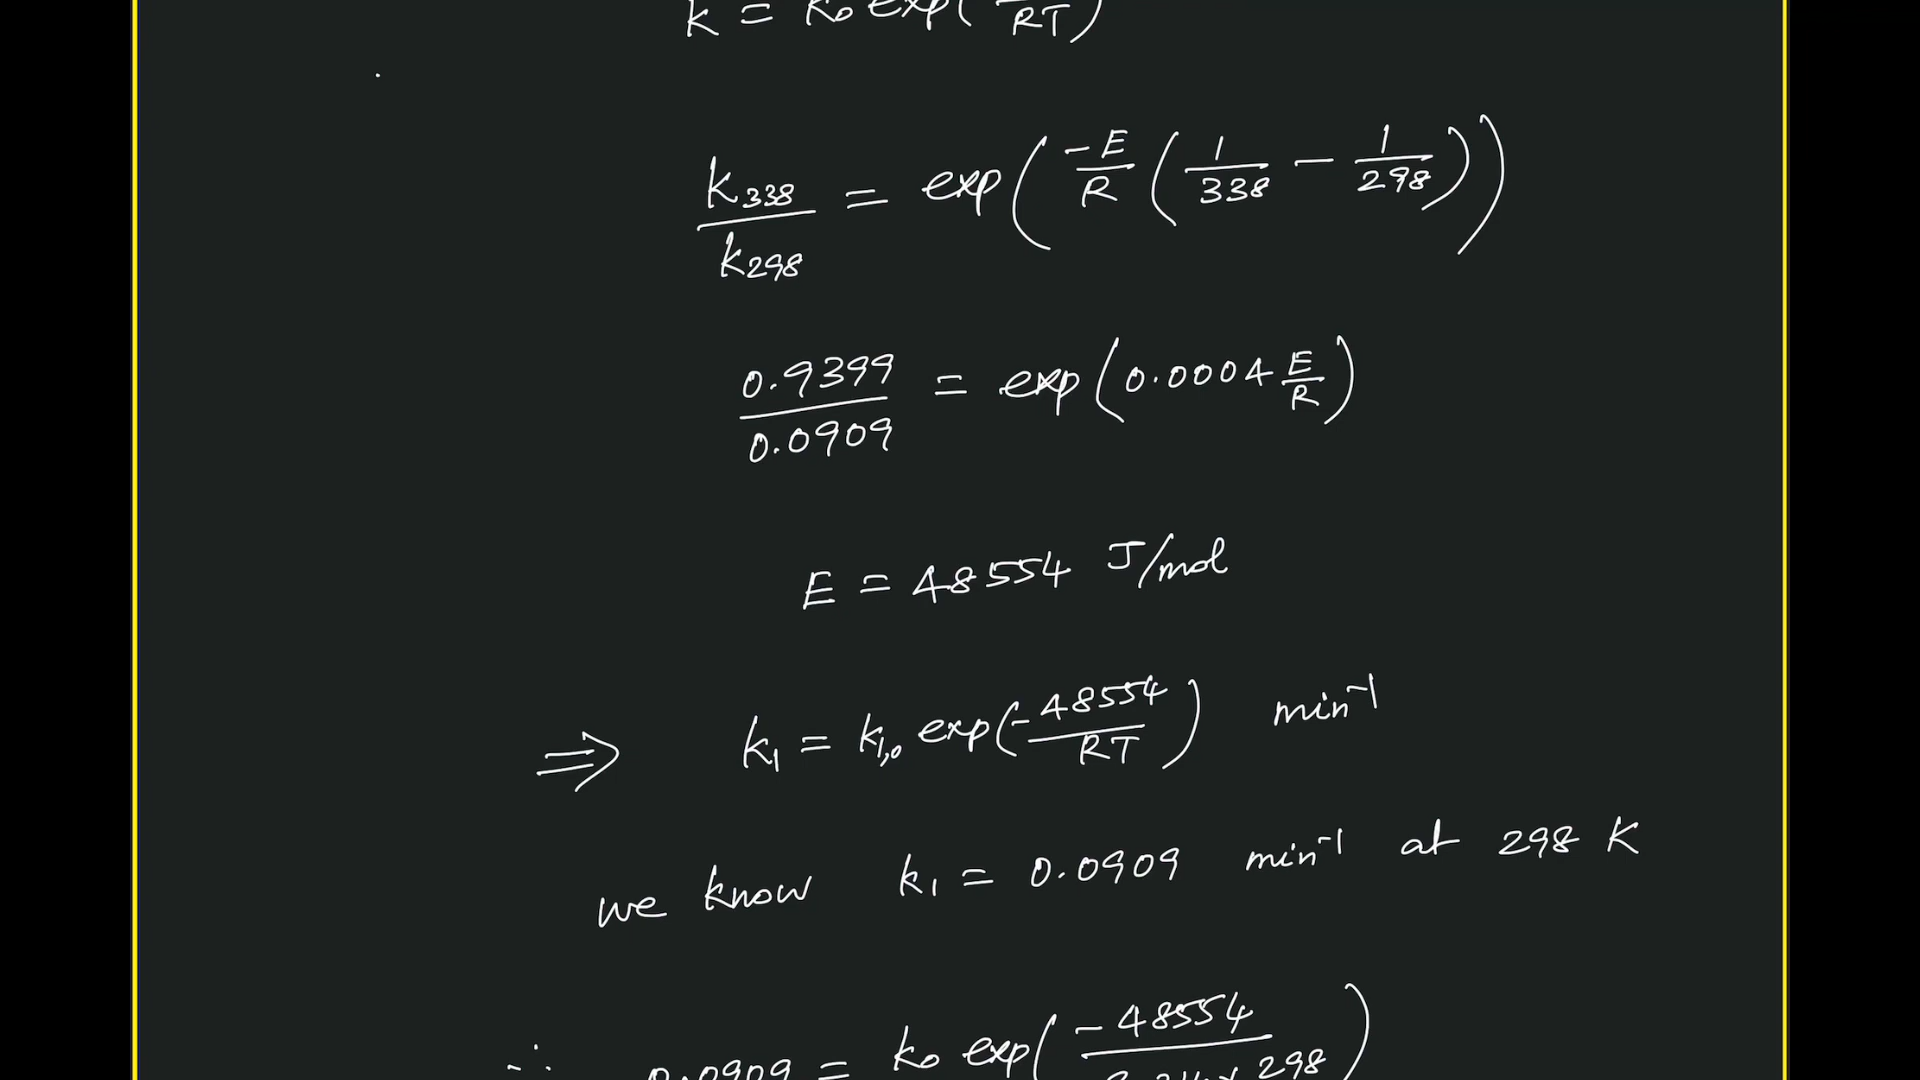 k = k₀ exp( /RT)
k₃₃₈/k₂₉₈ = exp(-E/R (1/338 - 1/298))
0.9399/0.0909 = exp(0.0004 E/R)
E = 48554 J/mol
⇒ k₁ = k₁,₀ exp(-48554/RT) min⁻¹
we know k₁ = 0.0909 min⁻¹ at 298 K
∴ 0.0909 = k₀ exp(-48554/ × 298)